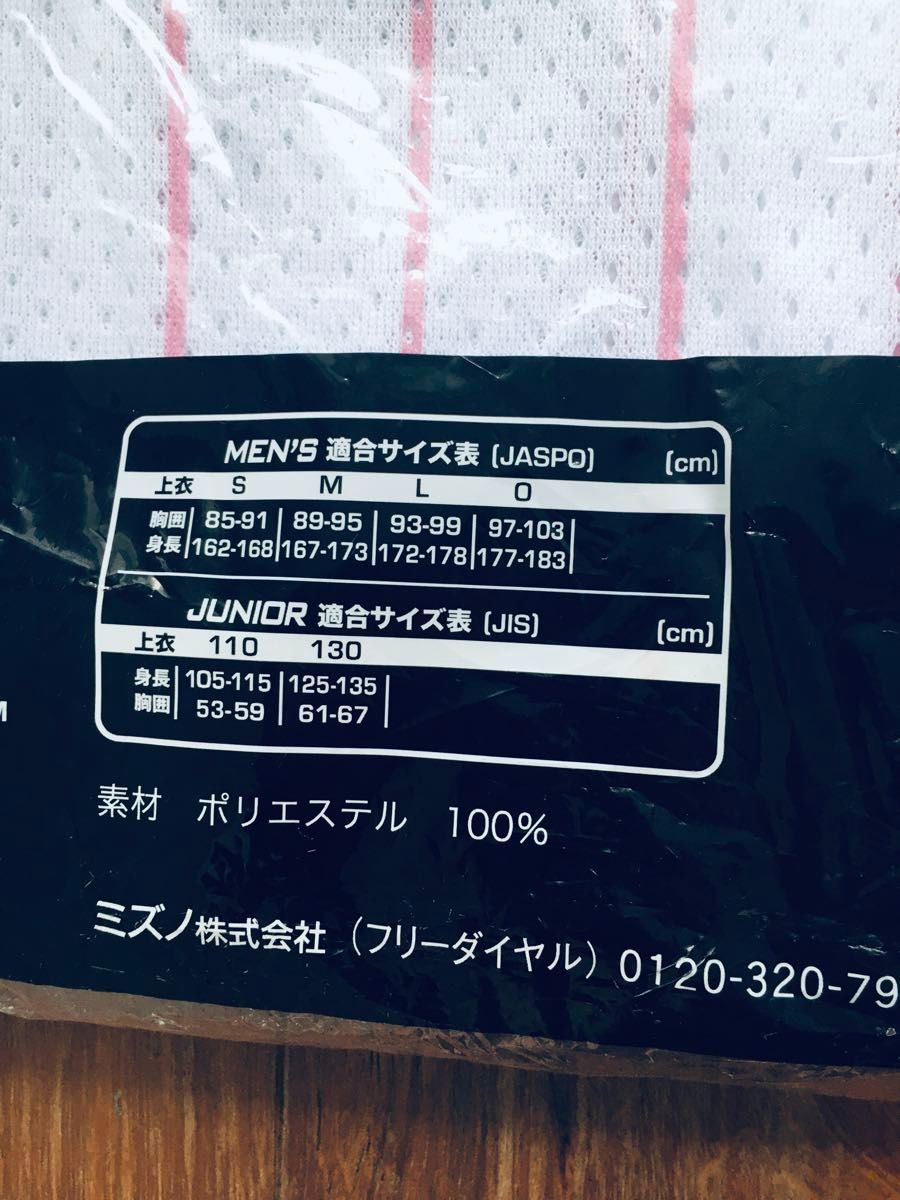 MEN'S 適合サイズ表 (JASPO) (cm)
上衣 S M L O
胸囲 85-91 89-95 93-99 97-103
身長 162-168 167-173 172-178 177-183
JUNIOR 適合サイズ表 (JIS) (cm)
上衣 110 130
身長 105-115 125-135
胸囲 53-59 61-67
M
素材 ポリエステル 100%
ミズノ株式会社 (フリーダイヤル) 0120-320-79